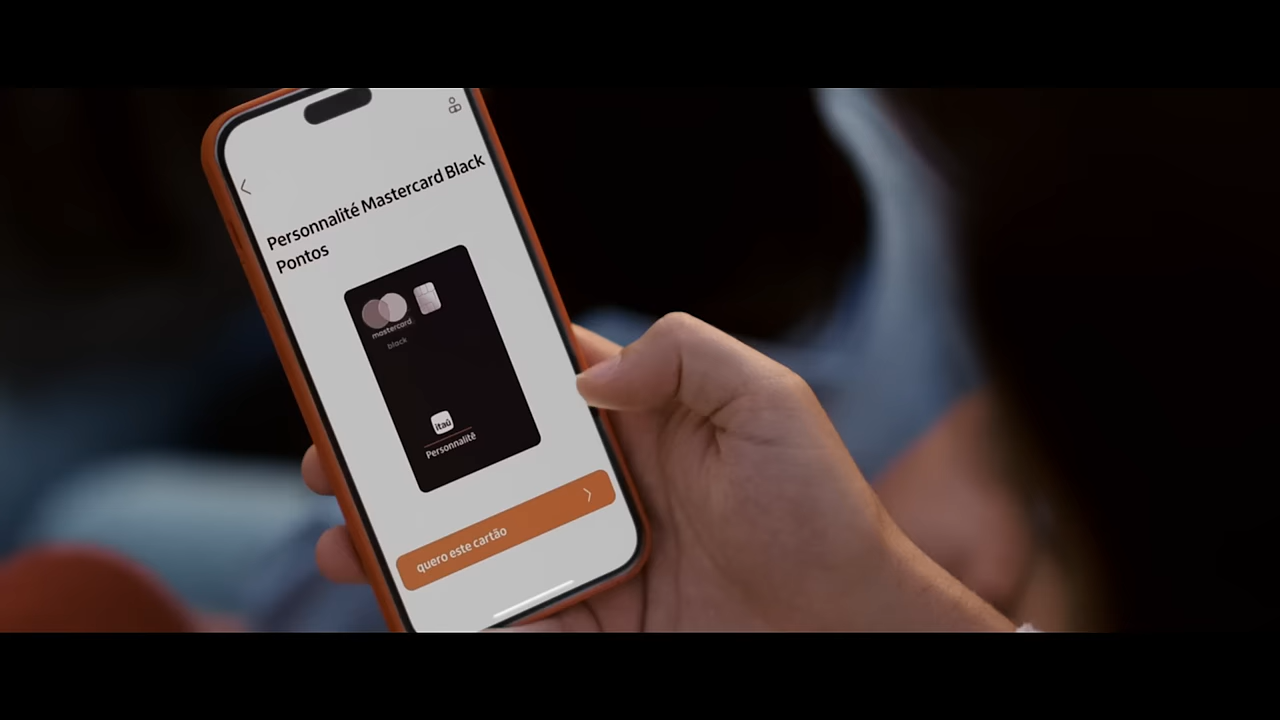 Personnalité Mastercard Black
Pontos
mastercard
black
itaú
Personnalité
quero este cartão